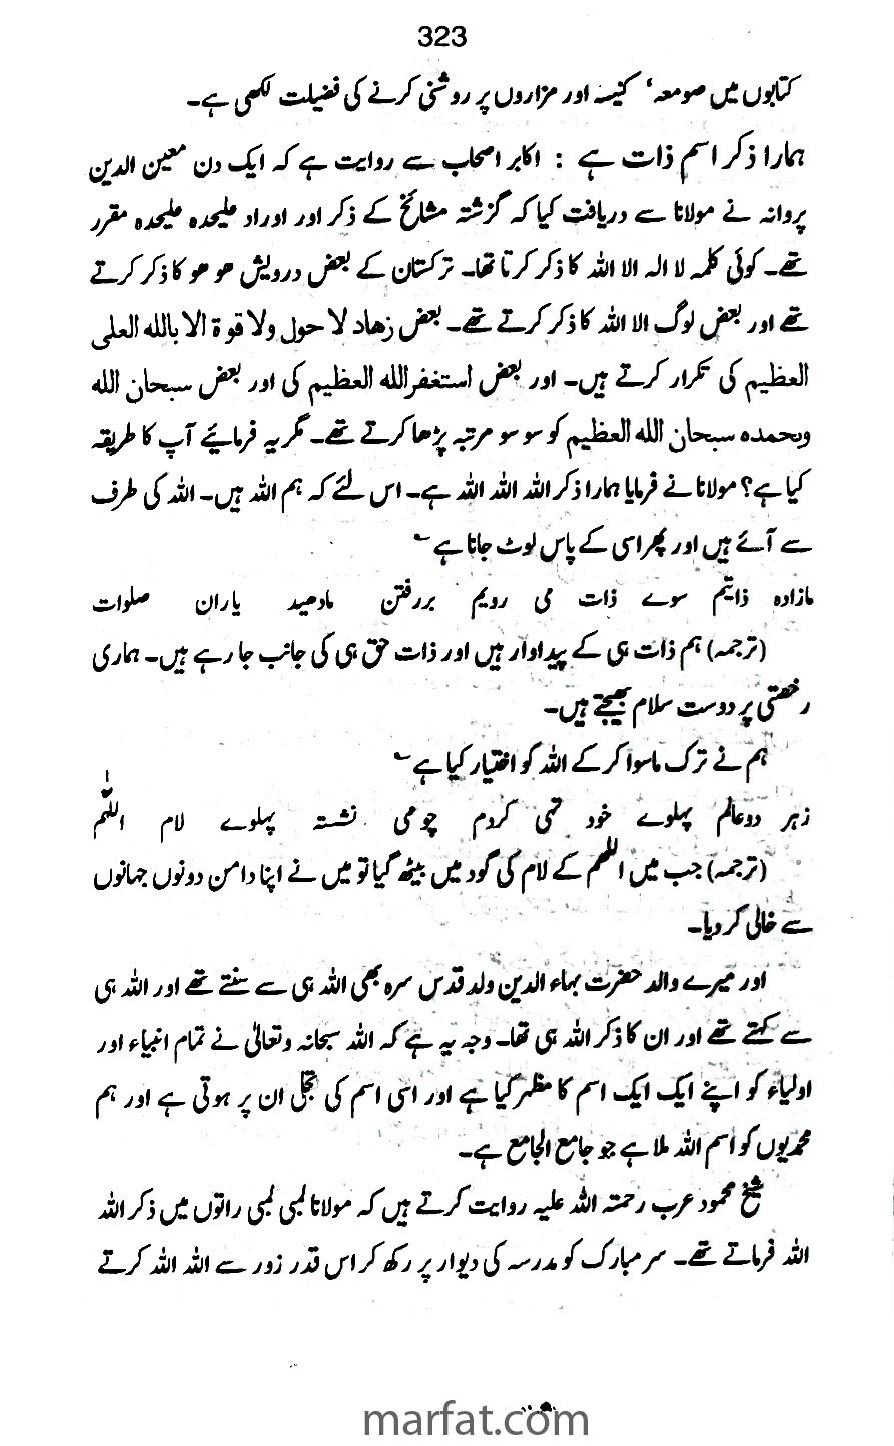 323
کتابوں میں صومعہ، کنیسہ اور مزاروں پر روشنی کرنے کی فضیلت لکھی ہے۔
ہمارا ذکر اسم ذات ہے : اکابر اصحاب سے روایت ہے کہ ایک دن معین الدین
پروانہ نے مولانا سے دریافت کیا کہ گزشتہ مشائخ کے ذکر اور اوراد علیحدہ علیحدہ مقرر
تھے۔ کوئی کلمہ لا الہ الا اللہ کا ذکر کرتا تھا۔ ترکستان کے بعض درویش ھو ھو کا ذکر کرتے
تھے اور بعض لوگ الا اللہ کا ذکر کرتے تھے۔ بعض زھاد لا حول ولا قوۃ الا باللہ العلی
العظیم کی تکرار کرتے ہیں۔ اور بعض استغفراللہ العظیم کی اور بعض سبحان اللہ
وبحمدہ سبحان اللہ العظیم کو سو سو مرتبہ پڑھا کرتے تھے۔ مگر یہ فرمایئے آپ کا طریقہ
کیا ہے؟ مولانا نے فرمایا ہمارا ذکر اللہ اللہ اللہ ہے۔ اس لئے کہ ہم اللہ ہیں۔ اللہ کی طرف
سے آئے ہیں اور پھر اسی کے پاس لوٹ جانا ہے
مازادہ ذاتیم سوے ذات می رویم بررفتن مادھید یاران صلوات
(ترجمہ) ہم ذات ہی کے پیداوار ہیں اور ذات حق ہی کی جانب جا رہے ہیں۔ ہماری
رخصتی پر دوست سلام بھیجتے ہیں۔
ہم نے ترک ماسوا کر کے اللہ کو اختیار کیا ہے
زہر دوعالم پہلوے خود تھی کردم چومی نشتہ پہلوے لام اللّٰھم
(ترجمہ) جب میں اللھم کے لام کی گود میں بیٹھ گیا تو میں نے اپنا دامن دونوں جہانوں
سے خالی کر دیا۔
اور میرے والد حضرت بہاء الدین ولد قدس سرہ بھی اللہ ہی سے سنتے تھے اور اللہ ہی
سے کہتے تھے اور ان کا ذکر اللہ ہی تھا۔ وجہ یہ ہے کہ اللہ سبحانہ وتعالیٰ نے تمام انبیاء اور
اولیاء کو اپنے ایک ایک اسم کا مظہر کیا ہے اور اسی اسم کی تجلی ان پر ہوتی ہے اور ہم
محمدیوں کو اسم اللہ ملا ہے جو جامع الجامع ہے۔
شیخ محمود عرب رحمتہ اللہ علیہ روایت کرتے ہیں کہ مولانا لمبی لمبی راتوں میں ذکر اللہ
اللہ فرماتے تھے۔ سر مبارک کو مدرسہ کی دیوار پر رکھ کر اس قدر زور سے اللہ اللہ کرتے
marfat.com